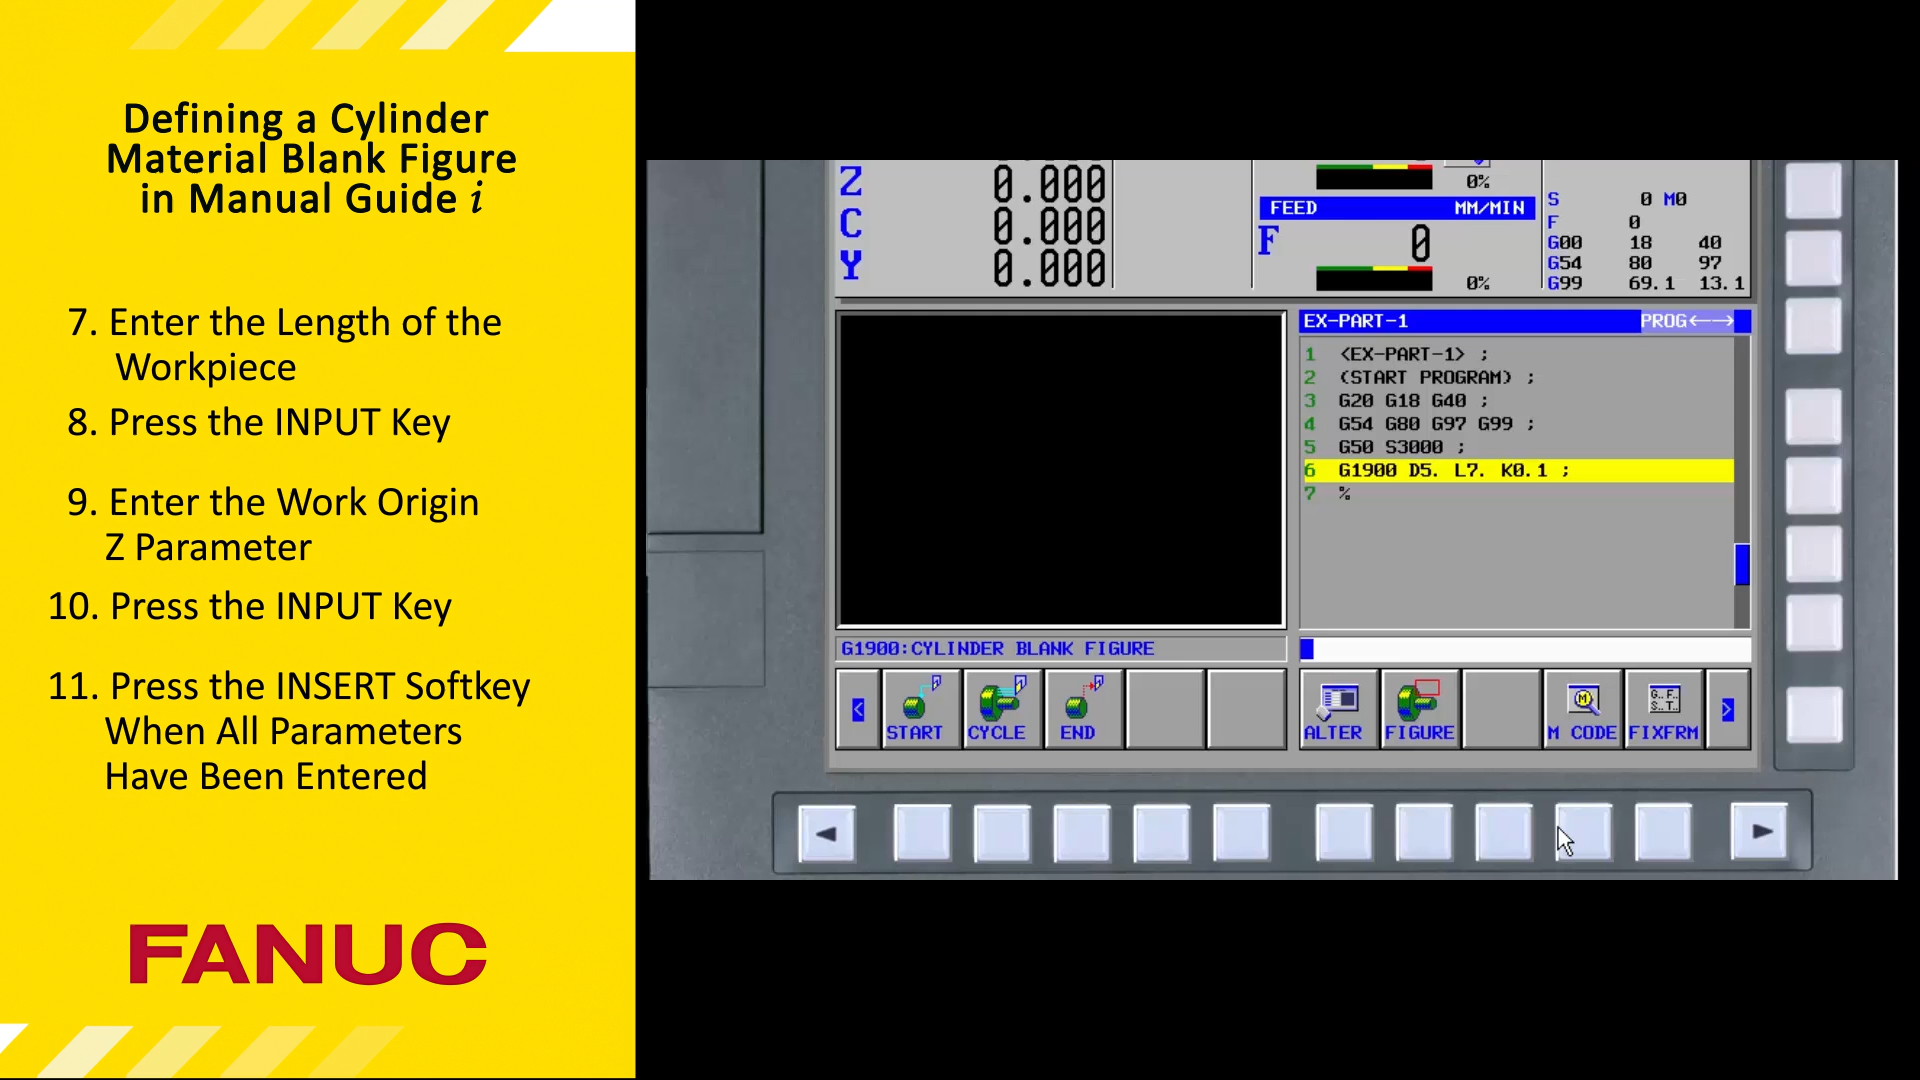 Defining a Cylinder
Material Blank Figure
in Manual Guide i
7. Enter the Length of the
Workpiece
8. Press the INPUT Key
9. Enter the Work Origin
Z Parameter
10. Press the INPUT Key
11. Press the INSERT Softkey
When All Parameters
Have Been Entered
FANUC
Z 0.000
C 0.000
Y 0.000
0%
FEED MM/MIN
F 0
0%
S 0 M0
F 0
G00 18 40
G54 80 97
G99 69.1 13.1
EX-PART-1 PROG←→
1 <EX-PART-1> ;
2 (START PROGRAM) ;
3 G20 G18 G40 ;
4 G54 G80 G97 G99 ;
5 G50 S3000 ;
6 G1900 D5. L7. K0.1 ;
7 %
G1900:CYLINDER BLANK FIGURE
< START CYCLE END ALTER FIGURE M CODE FIXFRM >